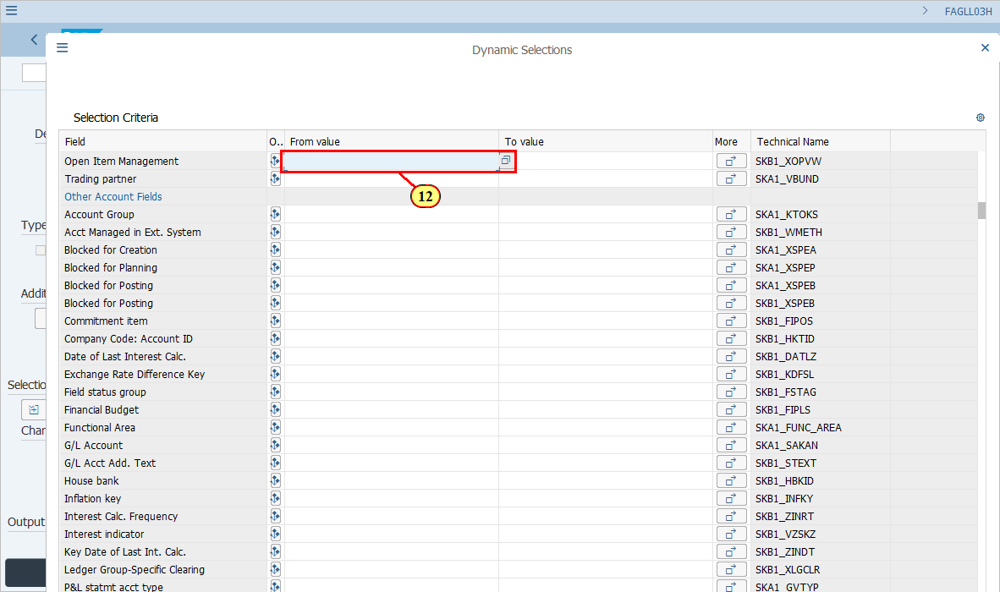 FAGLL03H
Dynamic Selections
Selection Criteria
Field O.. From value To value More Technical Name
Open Item Management SKB1_XOPVW
Trading partner SKA1_VBUND
12
Other Account Fields
Account Group SKA1_KTOKS
Acct Managed in Ext. System SKB1_WMETH
Blocked for Creation SKA1_XSPEA
Blocked for Planning SKA1_XSPEP
Blocked for Posting SKA1_XSPEB
Blocked for Posting SKB1_XSPEB
Commitment item SKB1_FIPOS
Company Code: Account ID SKB1_HKTID
Date of Last Interest Calc. SKB1_DATLZ
Exchange Rate Difference Key SKB1_KDFSL
Field status group SKB1_FSTAG
Financial Budget SKB1_FIPLS
Functional Area SKA1_FUNC_AREA
G/L Account SKA1_SAKAN
G/L Acct Add. Text SKB1_STEXT
House bank SKB1_HBKID
Inflation key SKB1_INFKY
Interest Calc. Frequency SKB1_ZINRT
Interest indicator SKB1_VZSKZ
Key Date of Last Int. Calc. SKB1_ZINDT
Ledger Group-Specific Clearing SKB1_XLGCLR
P&L statmt acct type SKA1_GVTYP
De
Type
Addit
Selectio
Char
Output